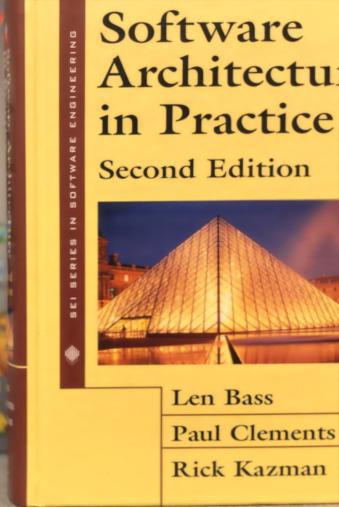 Software
Architectu
in Practice
Second Edition
SEI SERIES IN SOFTWARE ENGINEERING
Len Bass
Paul Clements
Rick Kazman